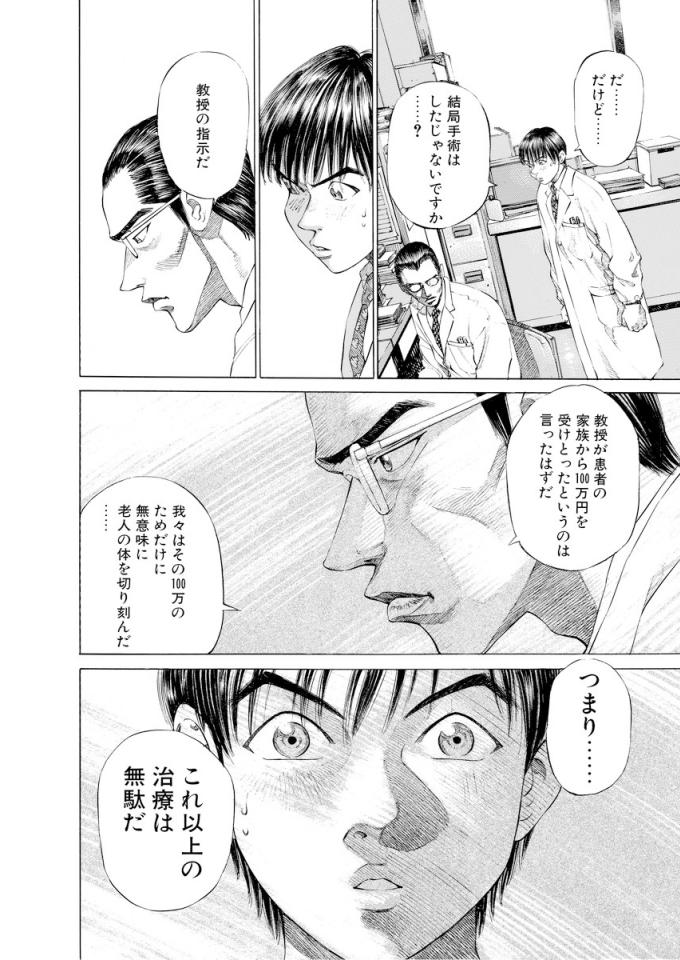 だ……
だけど……
結局手術は
したじゃないですか
……？
教授の指示だ
教授が患者の
家族から100万円を
受けとったというのは
言ったはずだ
我々はその100万の
ためだけに
無意味に
老人の体を切り刻んだ
……
つまり……
これ以上の
治療は
無駄だ